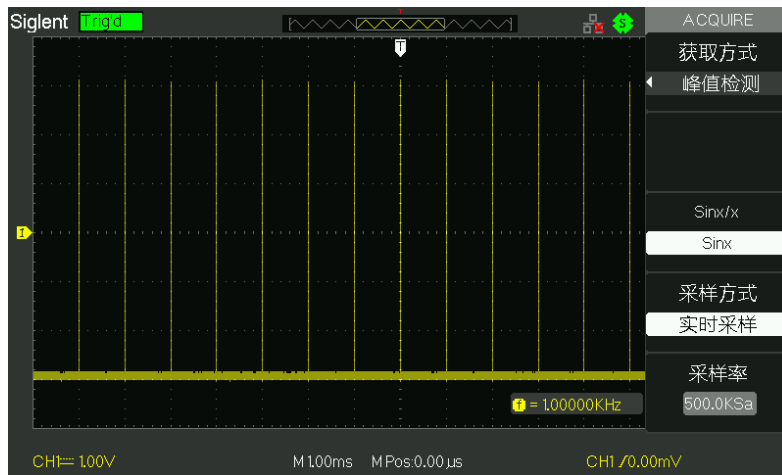 Siglent Trig'd
T
S
ACQUIRE
获取方式
峰值检测
T
Sinx/x
Sinx
采样方式
实时采样
采样率
500.0KSa
1
f = 1.00000KHz
CH1 1.00V
M 1.00ms M Pos:0.00µs
CH1 /0.00mV